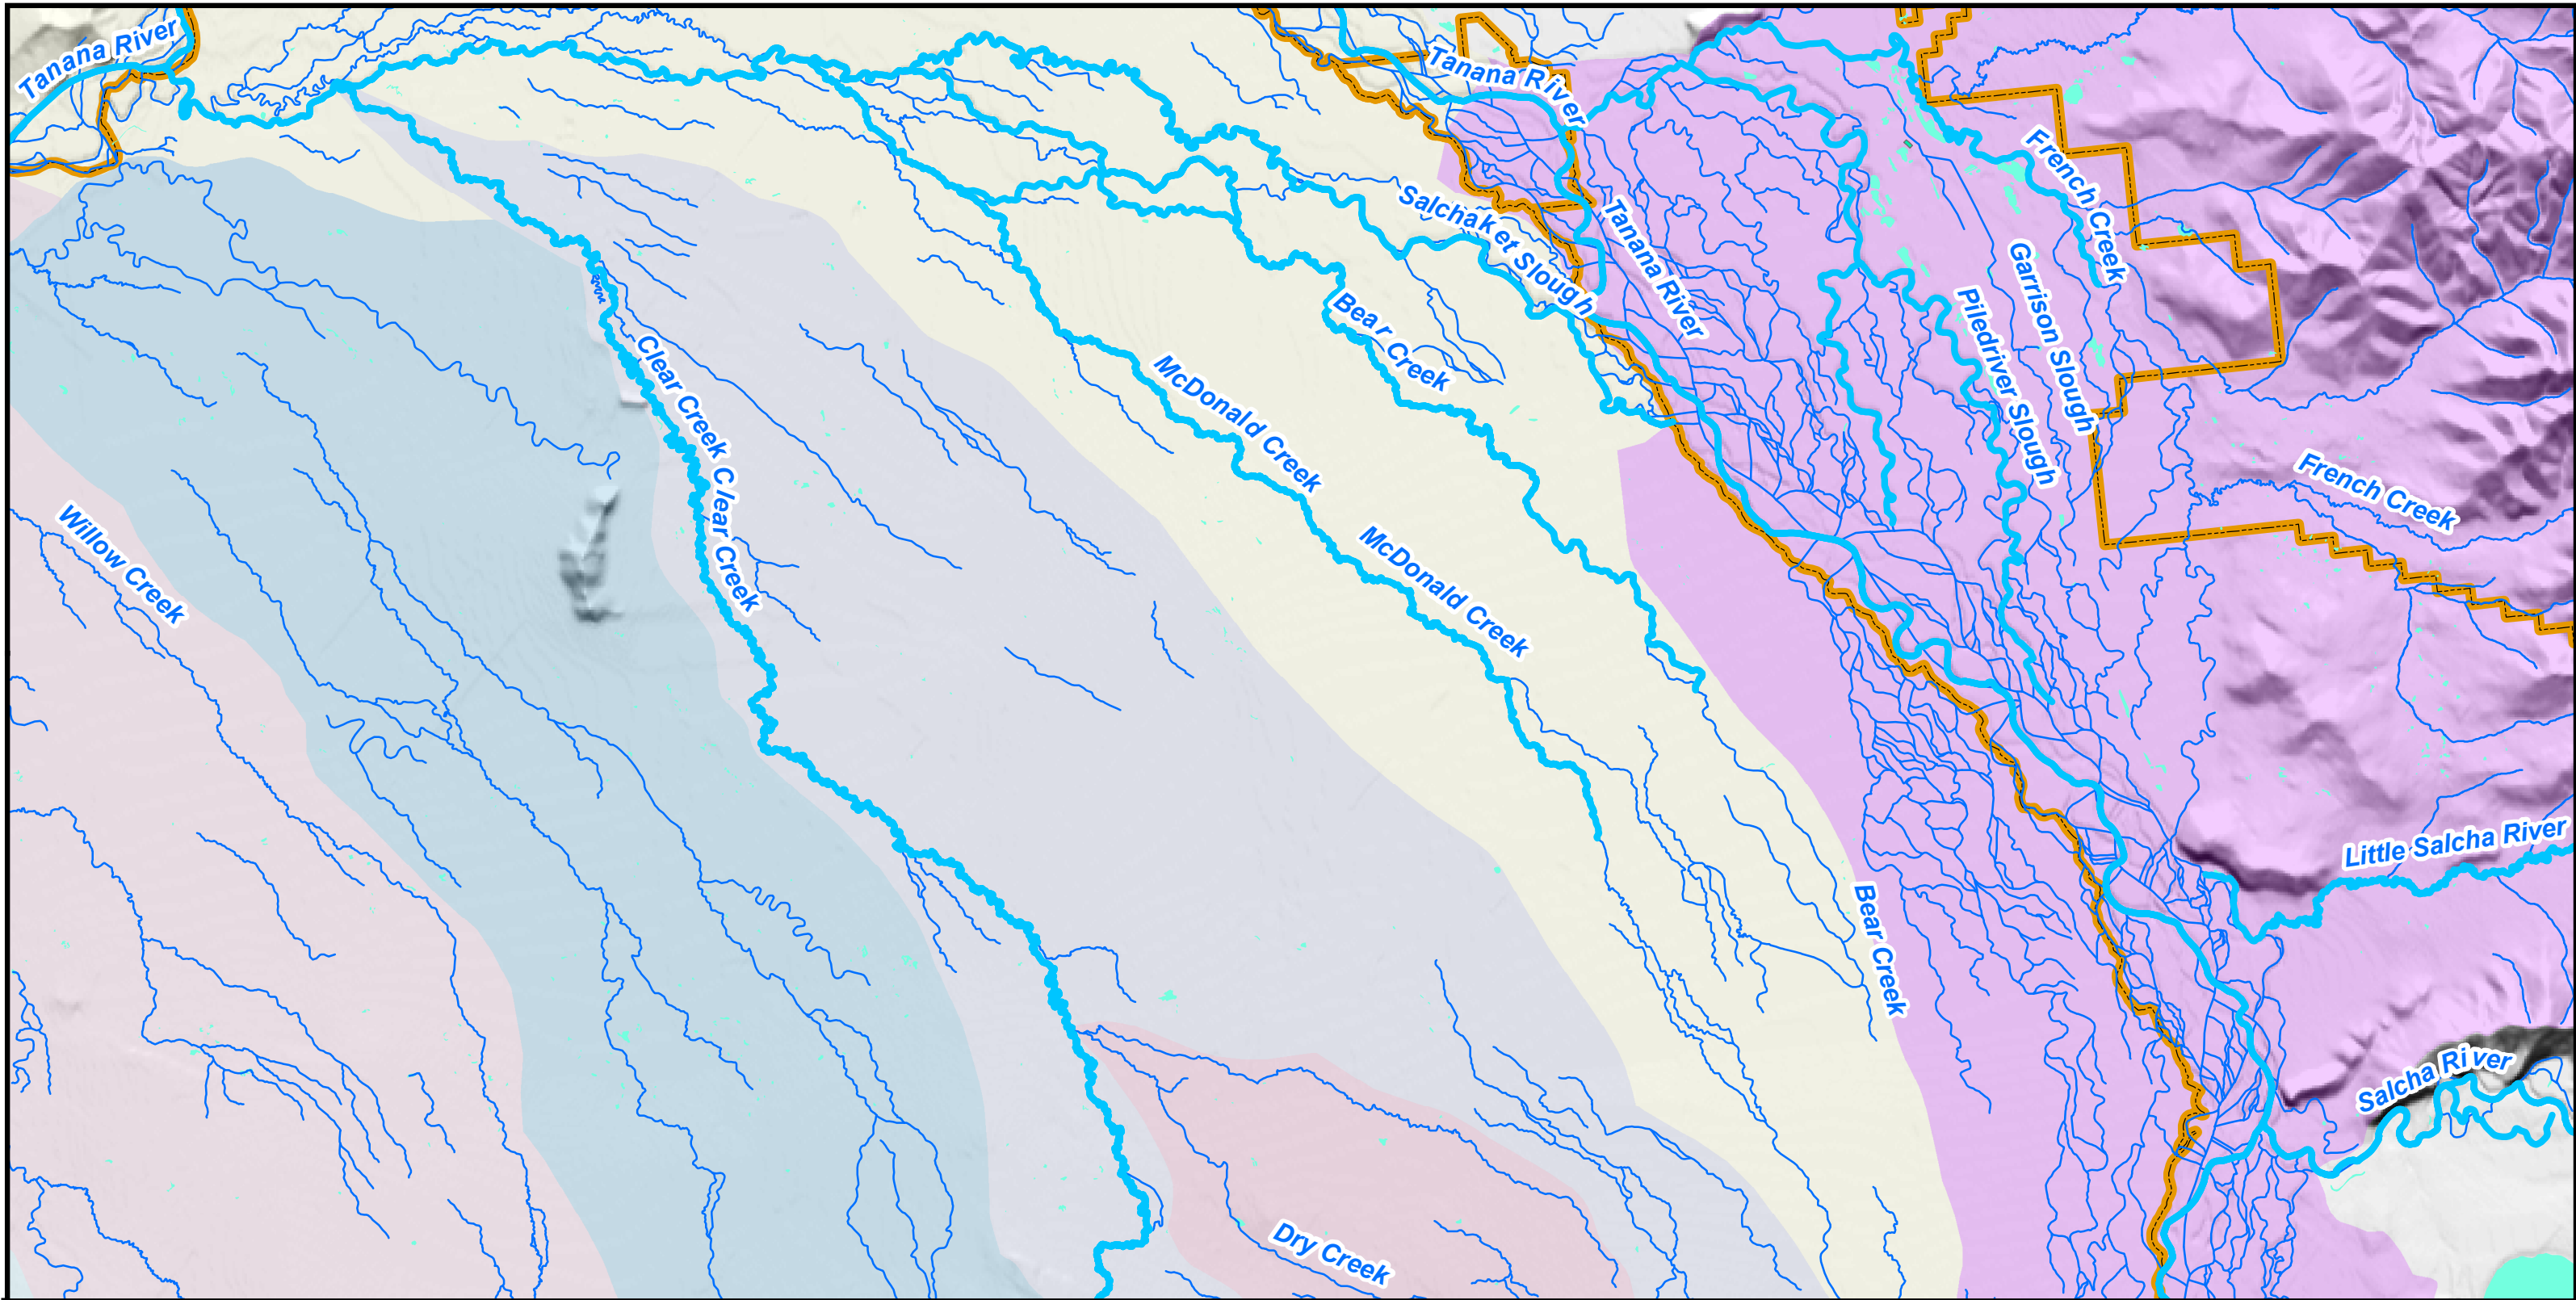 Tanana River
Tanana River
French Creek
Salchaket Slough
Tanana River
Garrison Slough
Piledriver Slough
Bear Creek
Clear Creek
McDonald Creek
French Creek
Clear Creek
Willow Creek
McDonald Creek
Little Salcha River
Bear Creek
Salcha River
Dry Creek